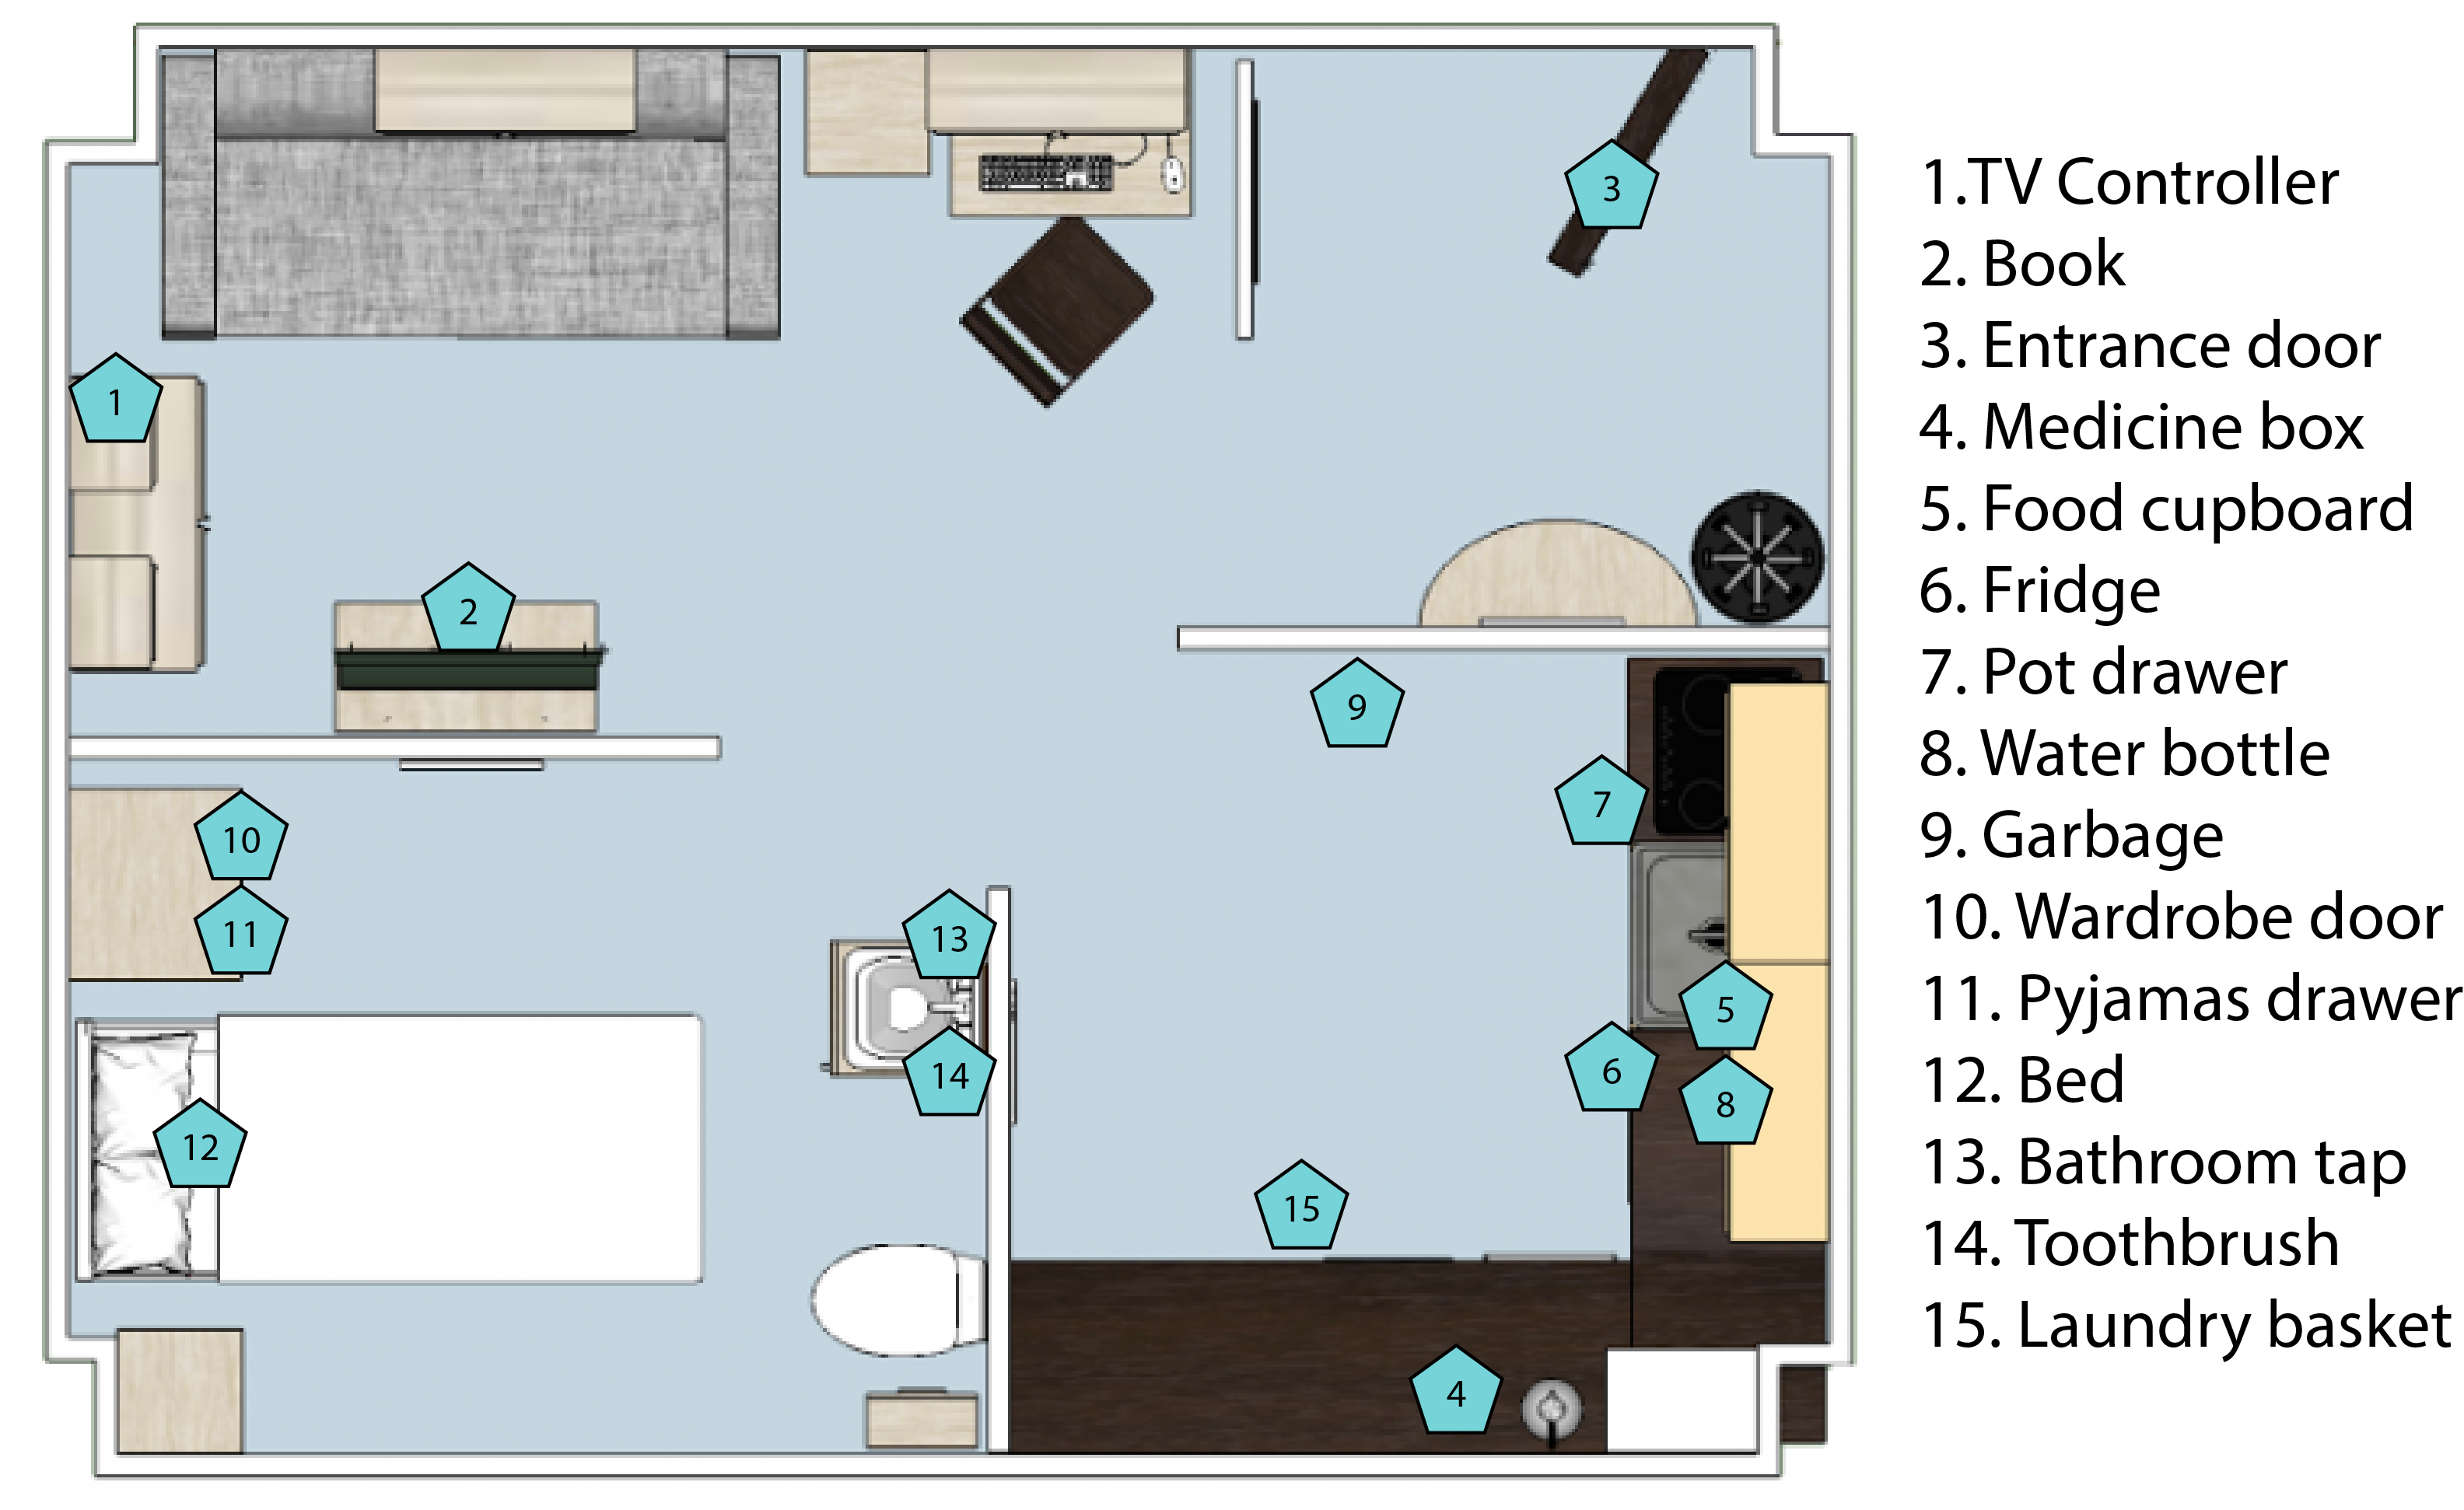 1
2
3
9
7
10
11
13
5
14
6
8
12
15
4
1.TV Controller
2. Book
3. Entrance door
4. Medicine box
5. Food cupboard
6. Fridge
7. Pot drawer
8. Water bottle
9. Garbage
10. Wardrobe door
11. Pyjamas drawer
12. Bed
13. Bathroom tap
14. Toothbrush
15. Laundry basket